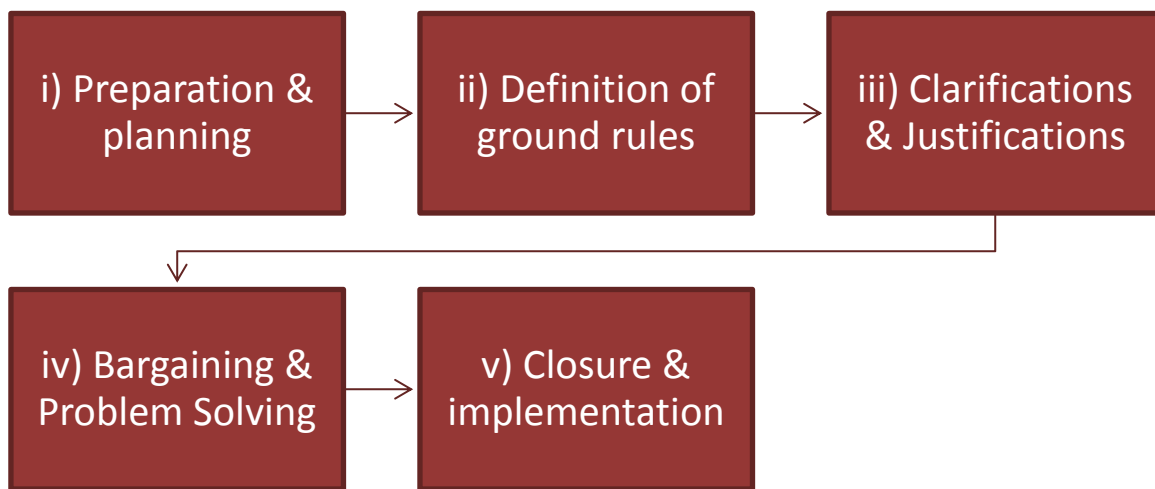 i) Preparation &
planning
ii) Definition of
ground rules
iii) Clarifications
& Justifications
iv) Bargaining &
Problem Solving
v) Closure &
implementation